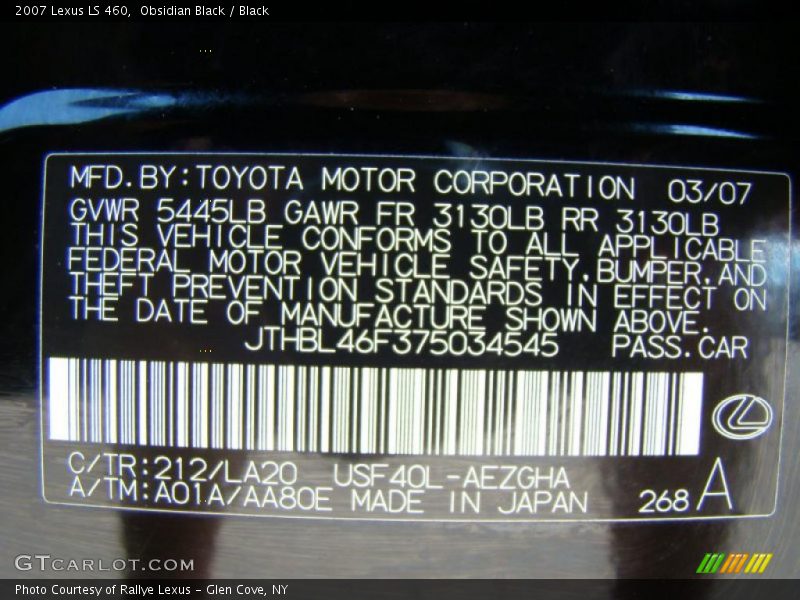 2007 Lexus LS 460,  Obsidian Black / Black
MFD.BY:TOYOTA MOTOR CORPORATION 03/07
GVWR 5445LB GAWR FR 3130LB RR 3130LB
THIS VEHICLE CONFORMS TO ALL APPLICABLE
FEDERAL MOTOR VEHICLE SAFETY,BUMPER,AND
THEFT PREVENTION STANDARDS IN EFFECT ON
THE DATE OF MANUFACTURE SHOWN ABOVE.
JTHBL46F375034545 PASS.CAR
C/TR:212/LA20 USF40L-AEZGHA
A/TM:A01A/AA80E MADE IN JAPAN 268 A
GTCARLOT.COM
Photo Courtesy of Rallye Lexus - Glen Cove, NY